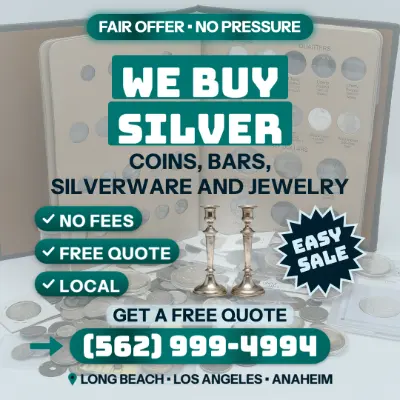 FAIR OFFER • NO PRESSURE
WE BUY
SILVER
COINS, BARS,
SILVERWARE AND JEWELRY
✓ NO FEES
✓ FREE QUOTE
✓ LOCAL
EASY
SALE
GET A FREE QUOTE
→ (562) 999-4994
LONG BEACH • LOS ANGELES • ANAHEIM